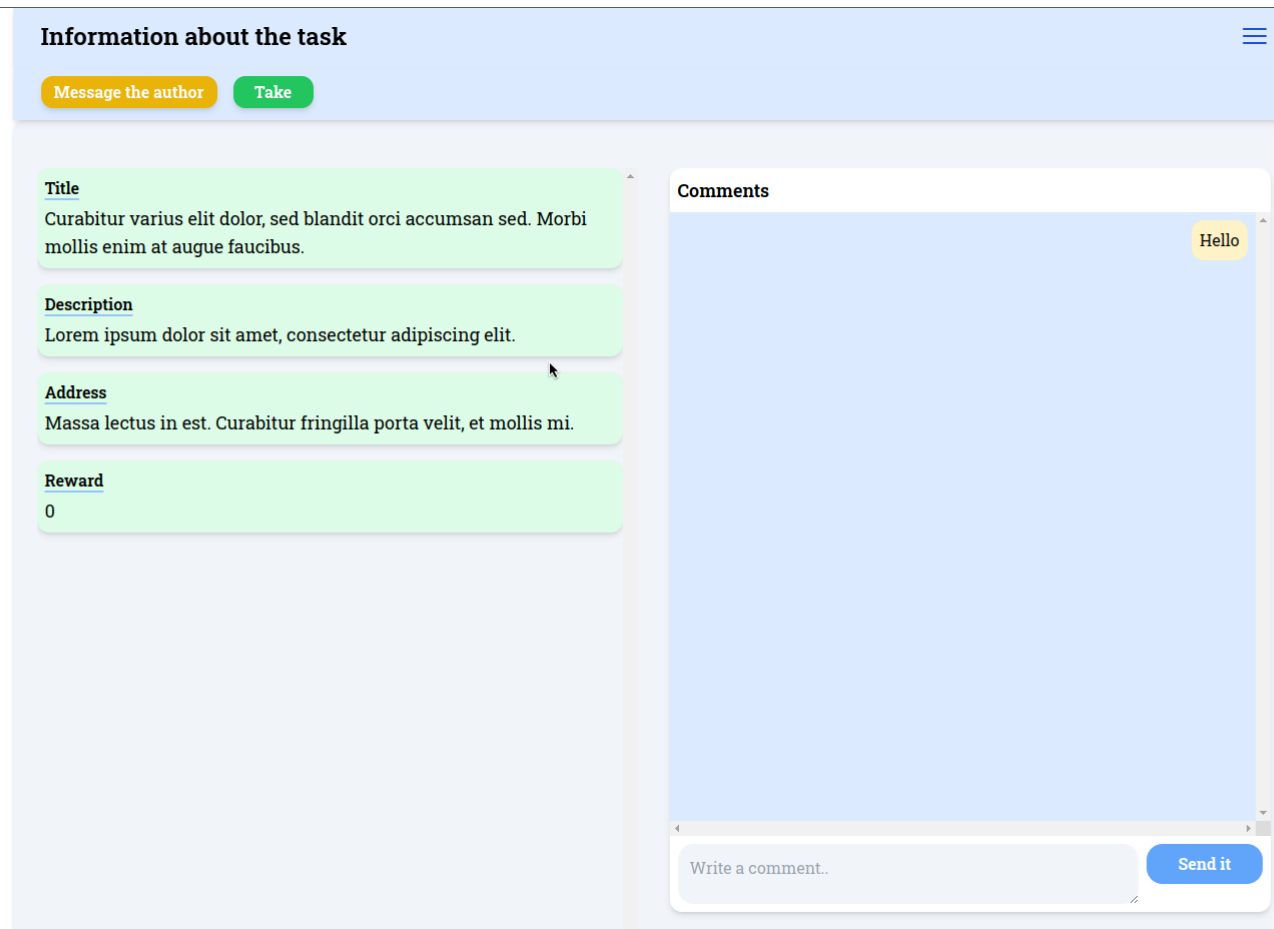 Information about the task
Message the author
Take
Title
Curabitur varius elit dolor, sed blandit orci accumsan sed. Morbi
mollis enim at augue faucibus.
Description
Lorem ipsum dolor sit amet, consectetur adipiscing elit.
Address
Massa lectus in est. Curabitur fringilla porta velit, et mollis mi.
Reward
0
Comments
Hello
Write a comment..
Send it